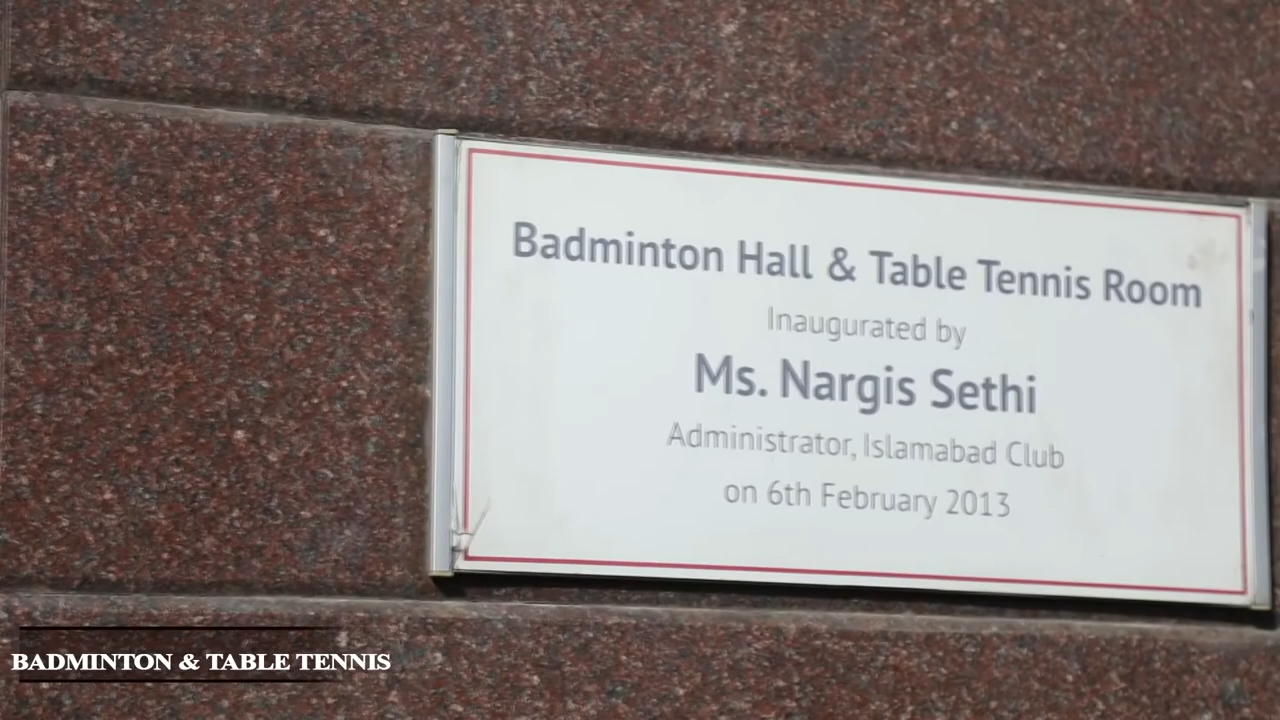 Badminton Hall & Table Tennis Room
Inaugurated by
Ms. Nargis Sethi
Administrator, Islamabad Club
on 6th February 2013
BADMINTON & TABLE TENNIS